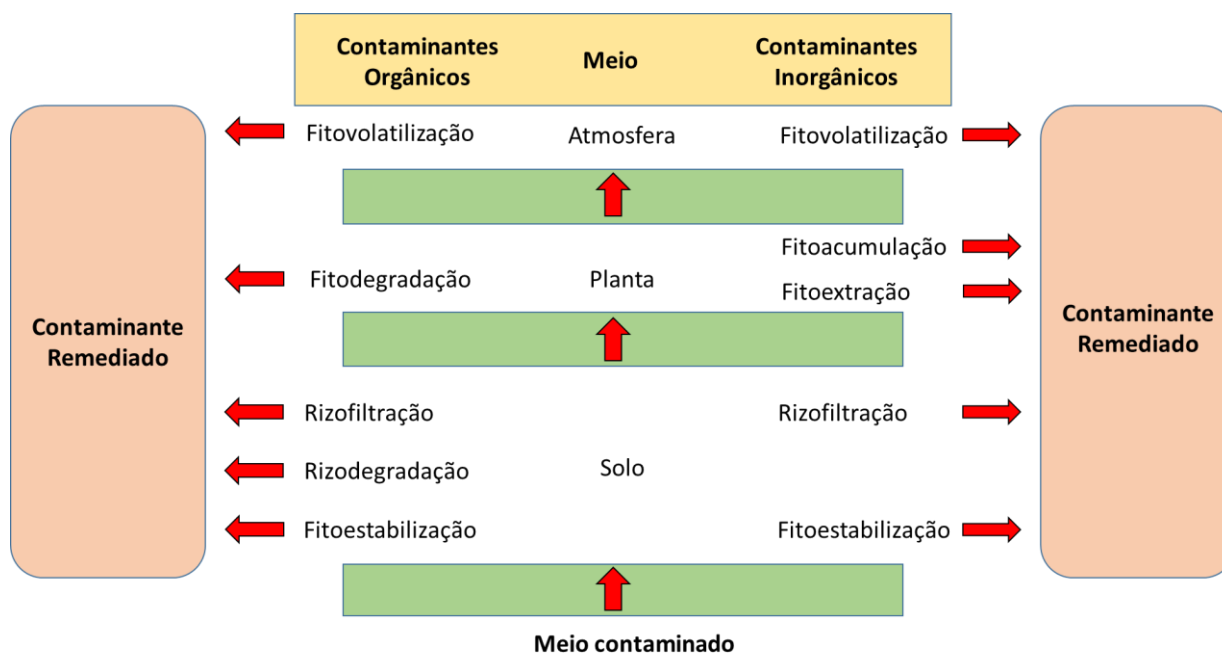 Contaminantes
Orgânicos
Meio
Contaminantes
Inorgânicos
Fitovolatilização
Atmosfera
Fitovolatilização
Fitoacumulação
Fitodegradação
Planta
Fitoextração
Contaminante
Remediado
Contaminante
Remediado
Rizofiltração
Rizofiltração
Rizodegradação
Solo
Fitoestabilização
Fitoestabilização
Meio contaminado